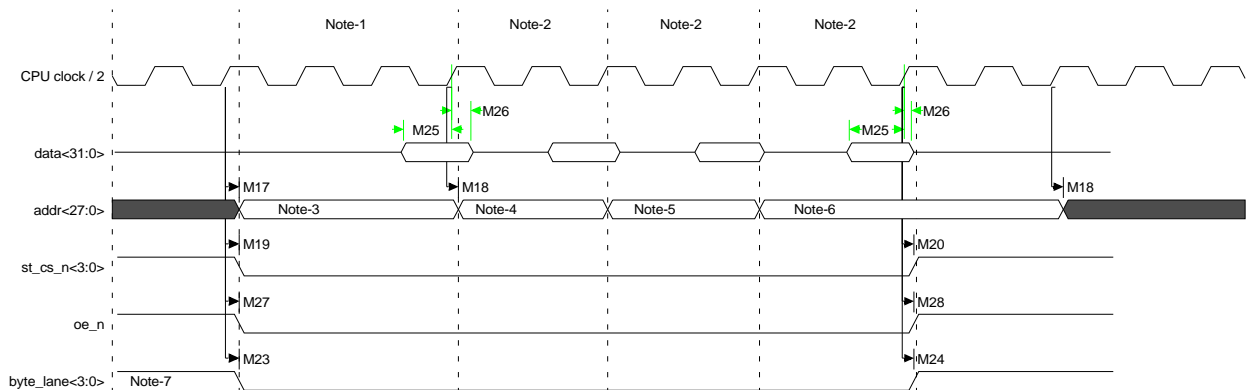 Note-1 Note-2 Note-2 Note-2
CPU clock / 2
M26 M26
M25 M25
data<31:0>
M17 M18 M18
addr<27:0> Note-3 Note-4 Note-5 Note-6
M19 M20
st_cs_n<3:0>
M27 M28
oe_n
M23 M24
byte_lane<3:0> Note-7